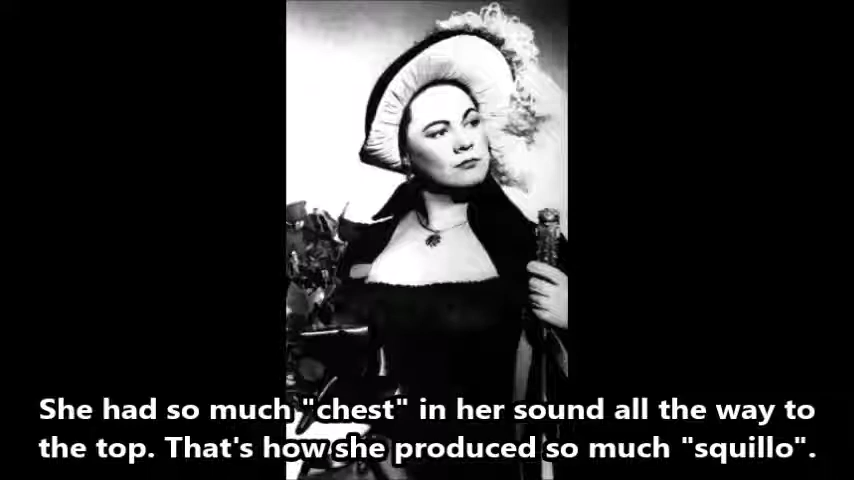 She had so much "chest" in her sound all the way to
the top. That's how she produced so much "squillo".